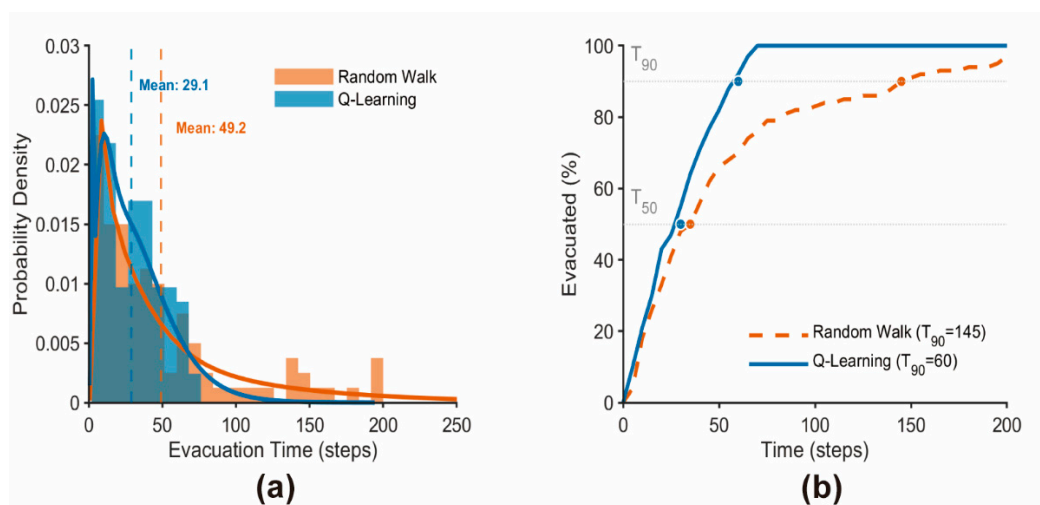 0.03
0.025
0.02
0.015
0.01
0.005
0
Probability Density
Mean: 29.1
Mean: 49.2
Random Walk
Q-Learning
0 50 100 150 200 250
Evacuation Time (steps)
(a)
100
80
60
40
20
0
Evacuated (%)
T90
T50
Random Walk (T90=145)
Q-Learning (T90=60)
0 50 100 150 200
Time (steps)
(b)